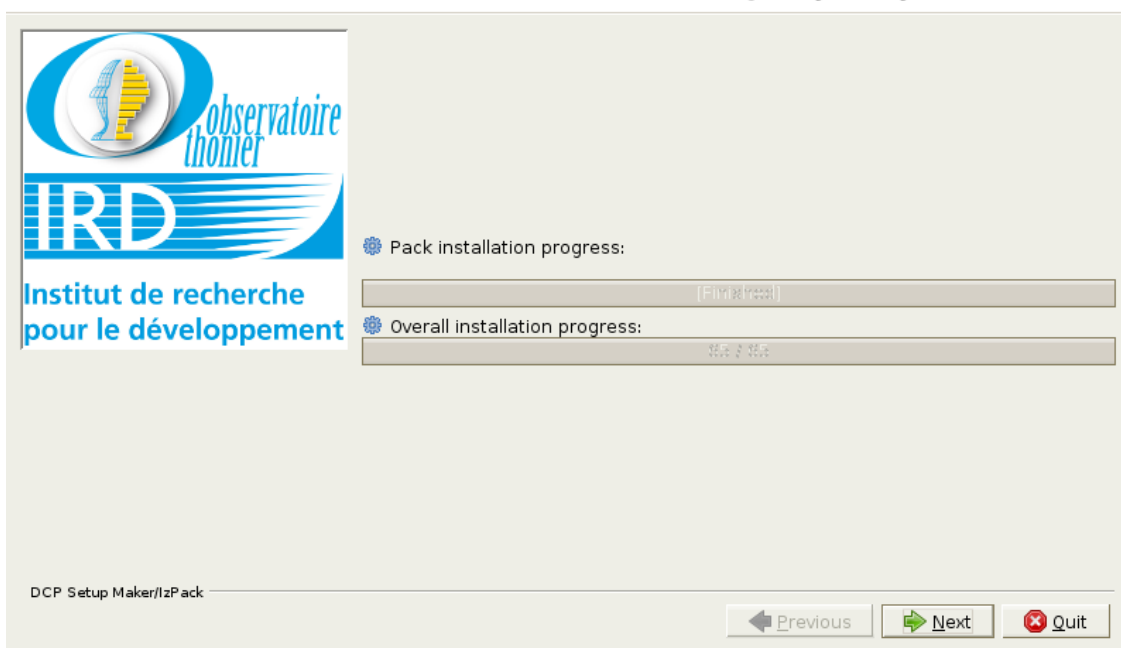 observatoire
thonier
IRD
Institut de recherche
pour le développement
Pack installation progress:
[Finished]
Overall installation progress:
DCP Setup Maker/IzPack
Previous
Next
Quit